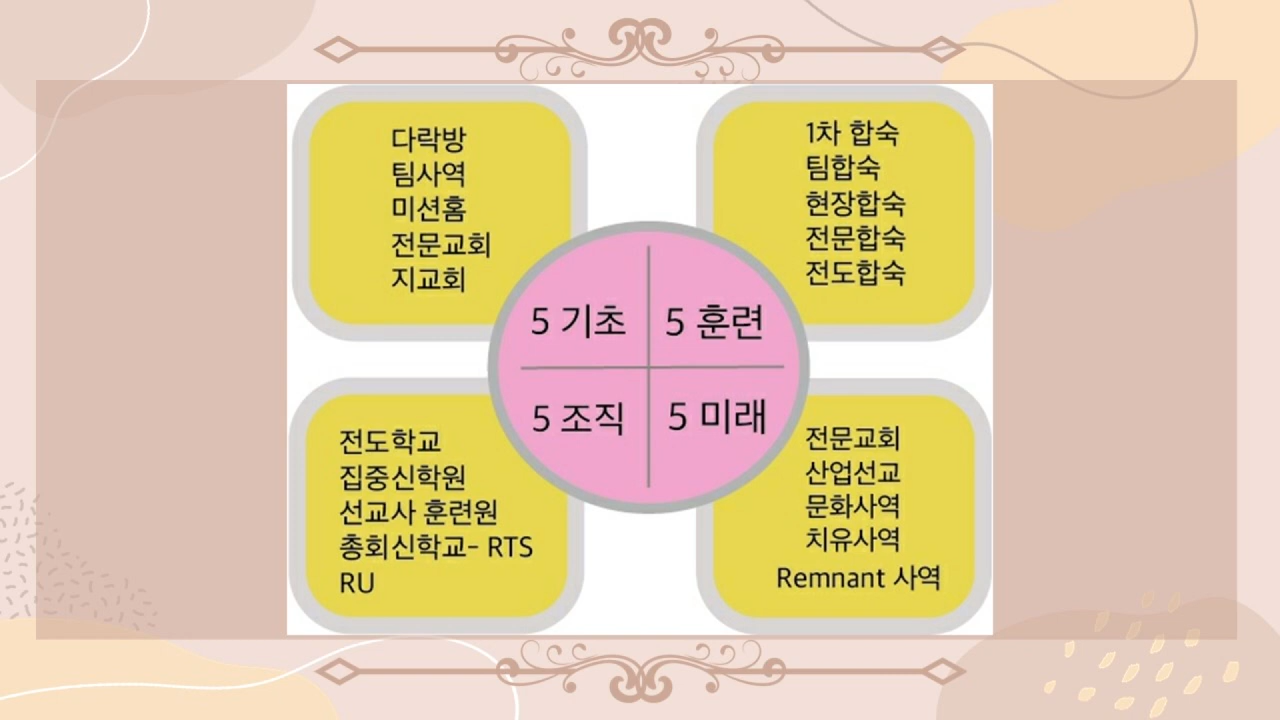 다락방
팀사역
미션홈
전문교회
지교회
1차 합숙
팀합숙
현장합숙
전문합숙
전도합숙
5 기초
5 훈련
5 조직
5 미래
전도학교
집중신학원
선교사 훈련원
총회신학교- RTS
RU
전문교회
산업선교
문화사역
치유사역
Remnant 사역